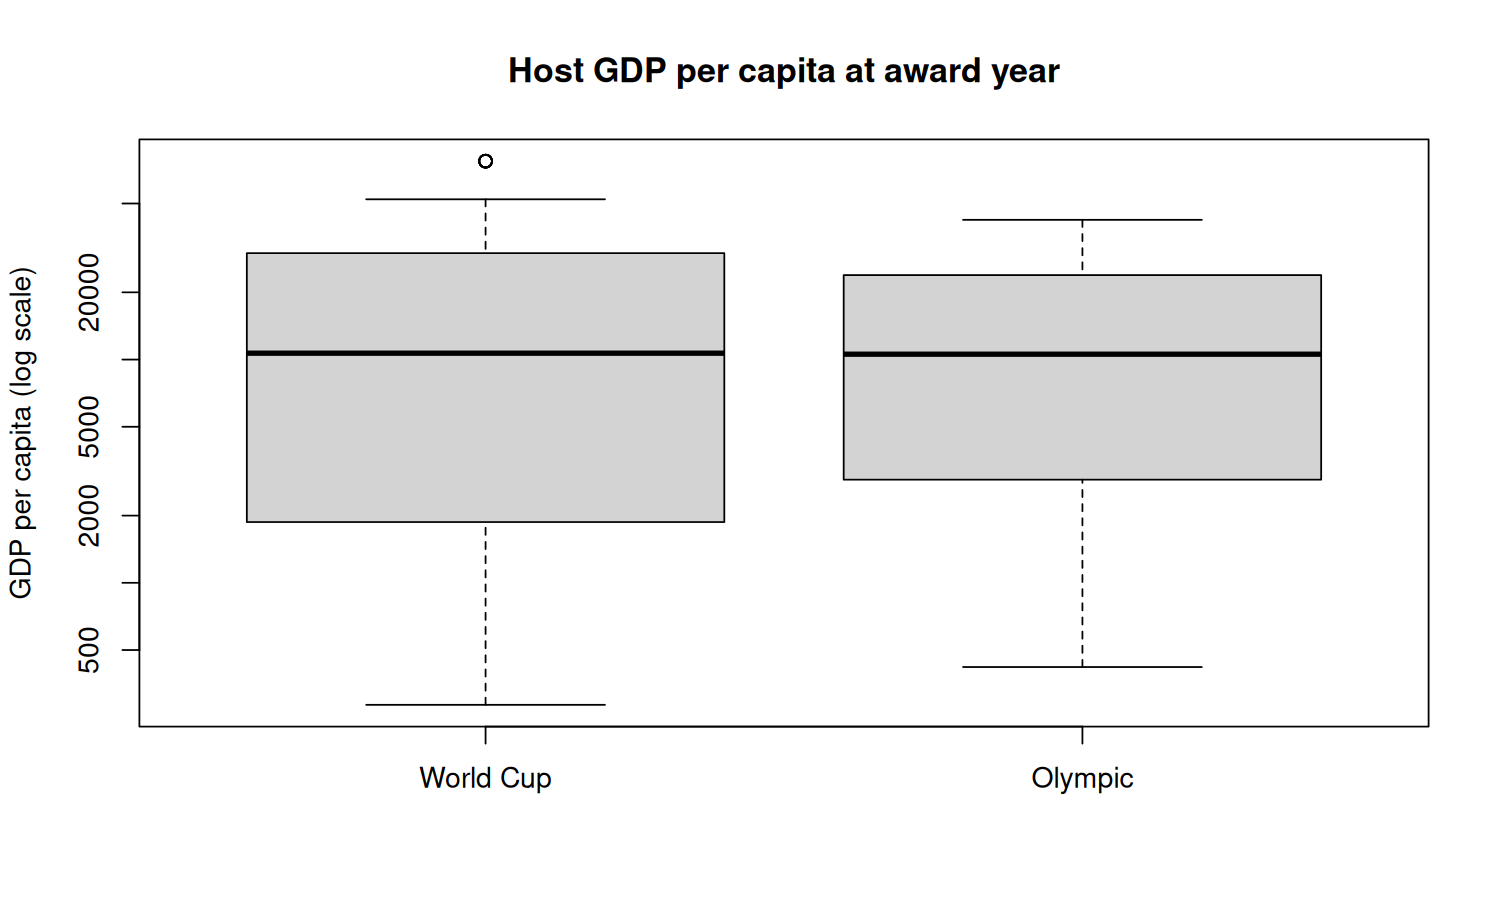 Host GDP per capita at award year
GDP per capita (log scale)
20000
5000
2000
500
World Cup
Olympic